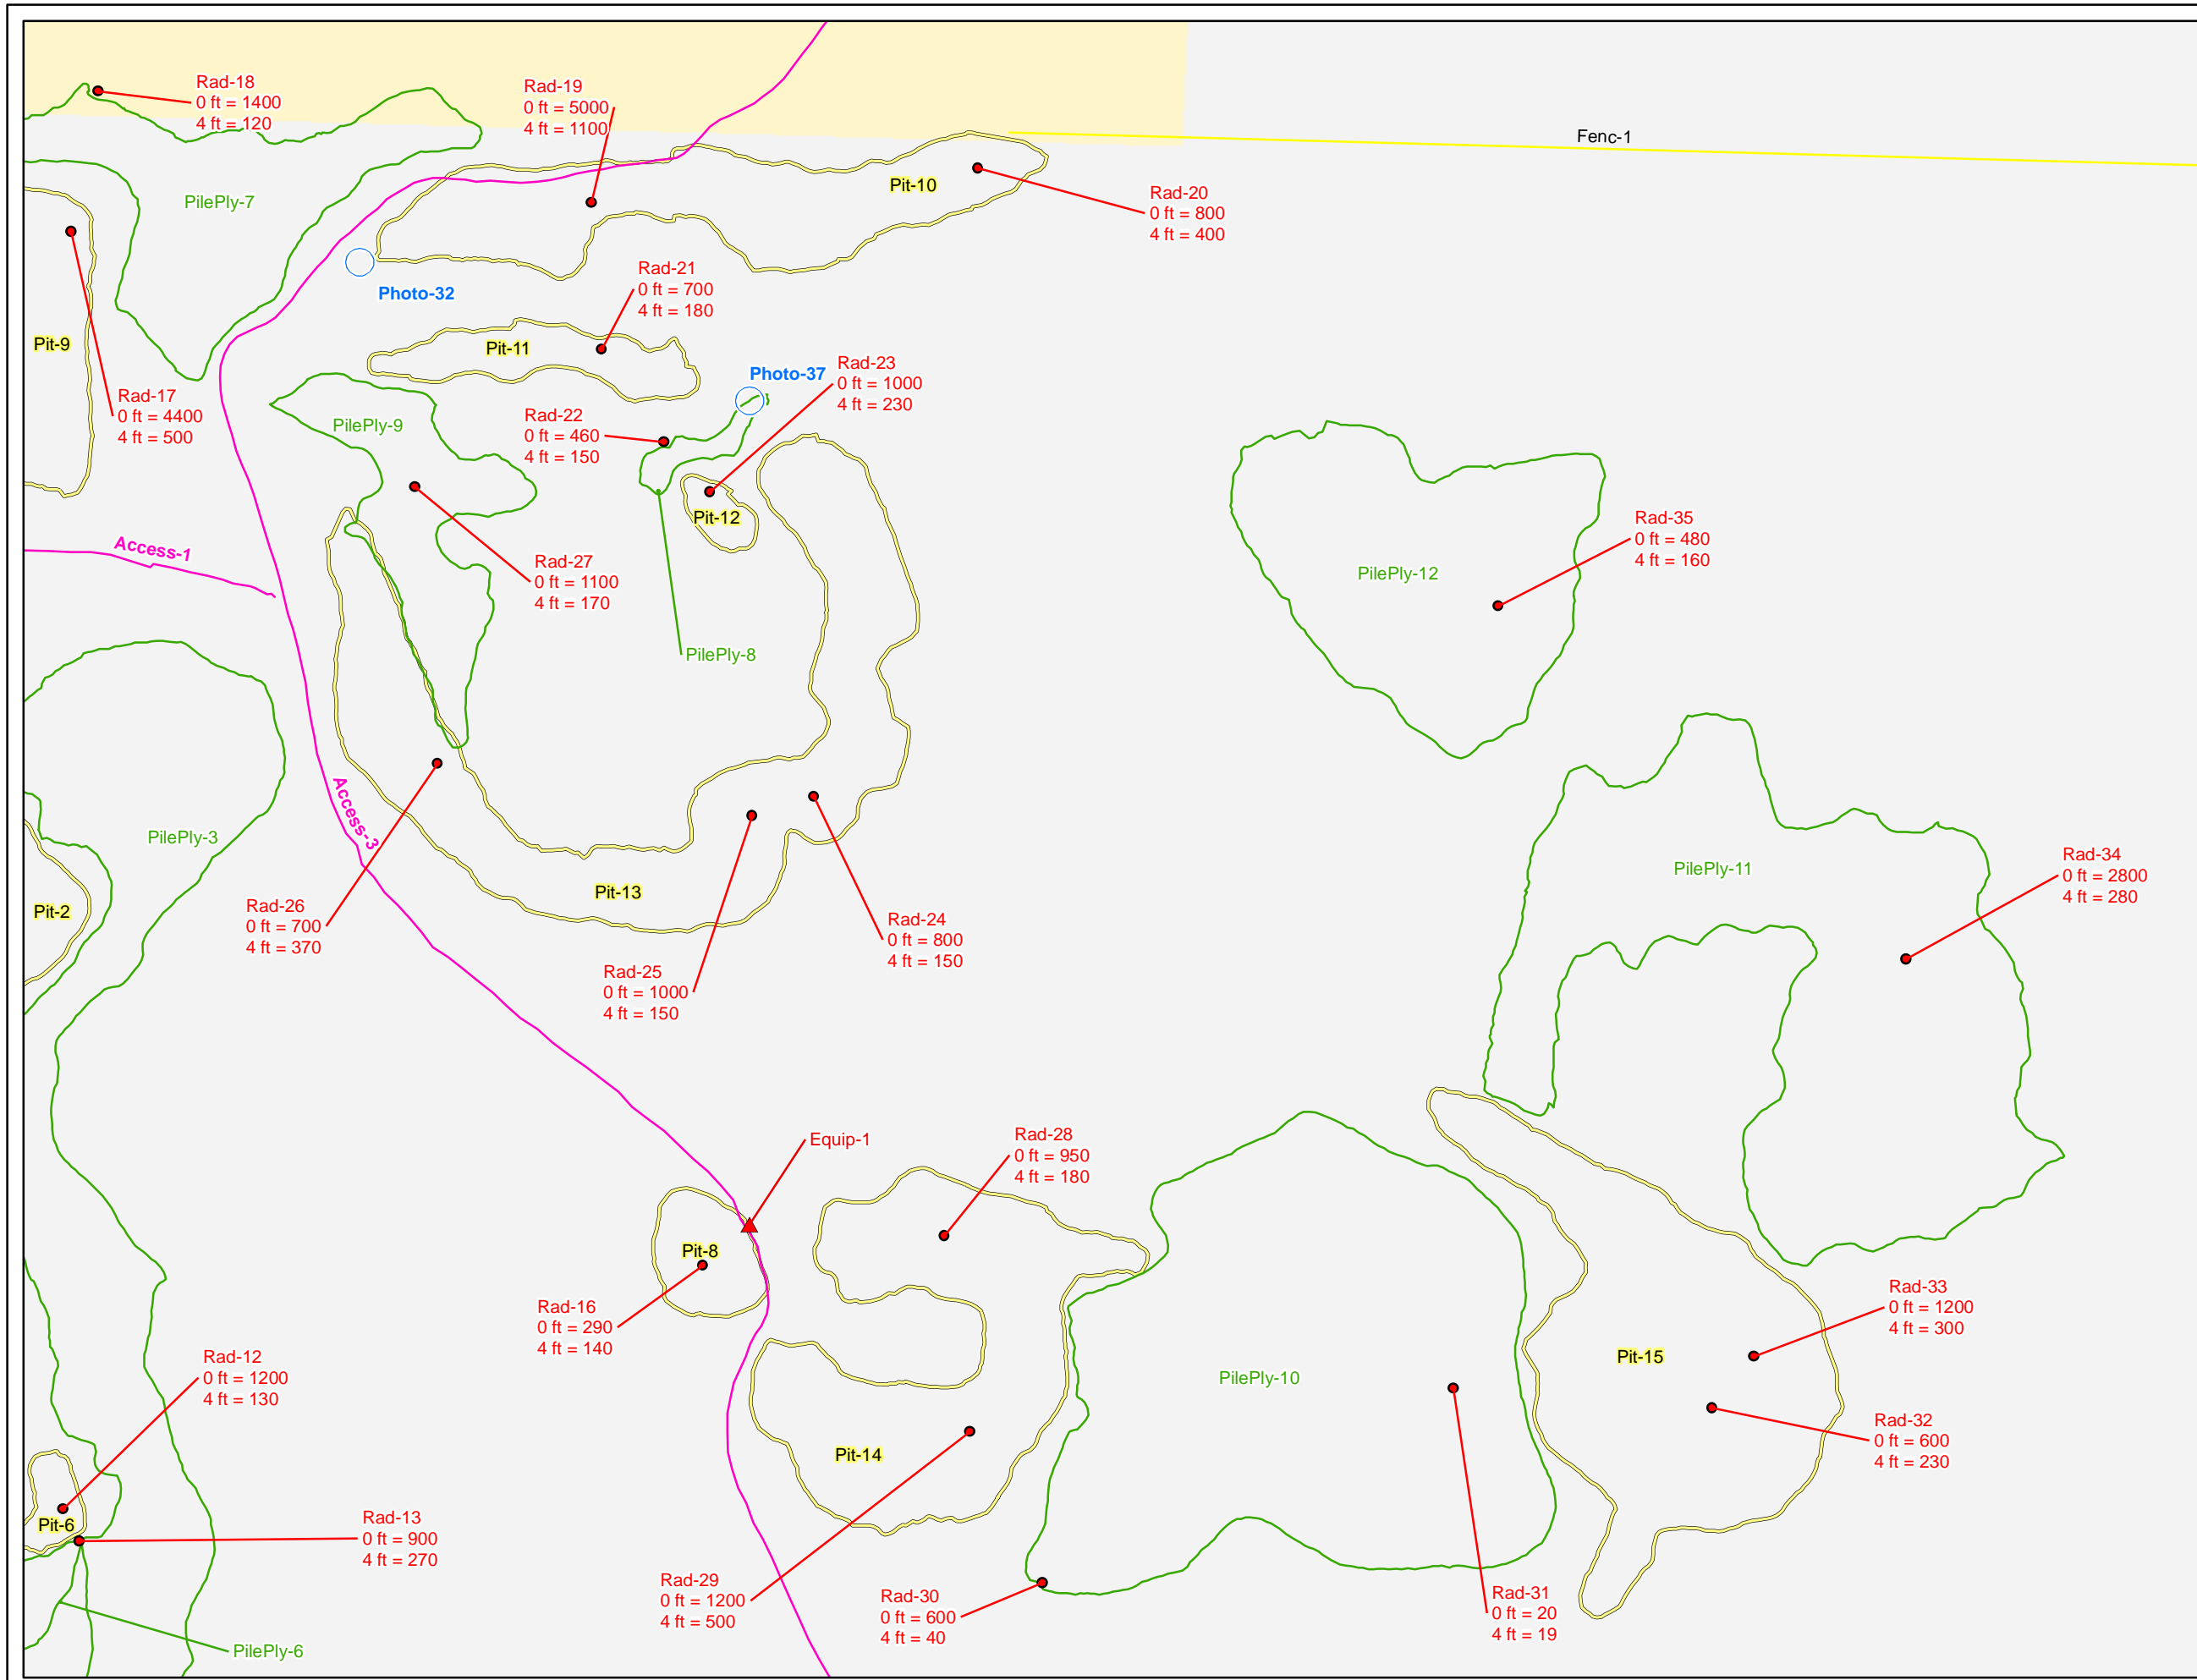 Rad-18
0 ft = 1400
4 ft = 120
Rad-19
0 ft = 5000
4 ft = 1100
Fenc-1
Pit-10
Rad-20
0 ft = 800
4 ft = 400
PilePly-7
Photo-32
Rad-21
0 ft = 700
4 ft = 180
Pit-9
Pit-11
Rad-17
0 ft = 4400
4 ft = 500
Photo-37
Rad-23
0 ft = 1000
4 ft = 230
PilePly-9
Rad-22
0 ft = 460
4 ft = 150
Pit-12
Access-1
Rad-27
0 ft = 1100
4 ft = 170
PilePly-8
PilePly-12
Rad-35
0 ft = 480
4 ft = 160
Access-3
PilePly-3
Pit-2
Pit-13
Rad-26
0 ft = 700
4 ft = 370
Rad-24
0 ft = 800
4 ft = 150
Rad-25
0 ft = 1000
4 ft = 150
PilePly-11
Rad-34
0 ft = 2800
4 ft = 280
Equip-1
Rad-28
0 ft = 950
4 ft = 180
Pit-8
Rad-16
0 ft = 290
4 ft = 140
Rad-33
0 ft = 1200
4 ft = 300
Rad-12
0 ft = 1200
4 ft = 130
PilePly-10
Pit-15
Rad-32
0 ft = 600
4 ft = 230
Pit-14
Pit-6
Rad-13
0 ft = 900
4 ft = 270
Rad-29
0 ft = 1200
4 ft = 500
Rad-30
0 ft = 600
4 ft = 40
Rad-31
0 ft = 20
4 ft = 19
PilePly-6